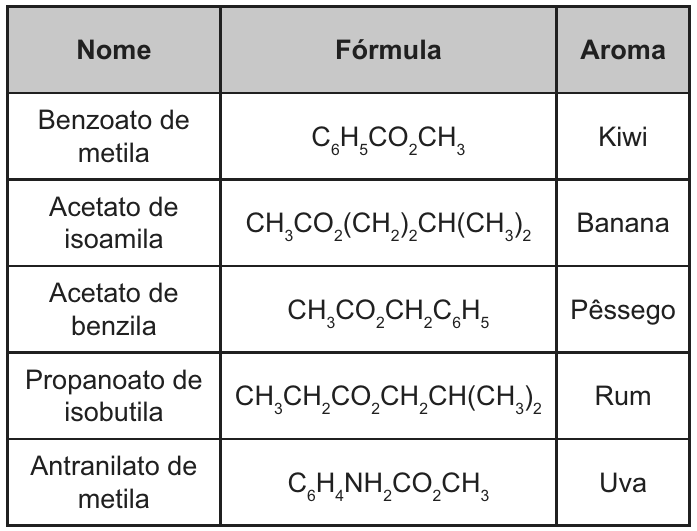 Nome Fórmula Aroma
Benzoato de metila C₆H₅CO₂CH₃ Kiwi
Acetato de isoamila CH₃CO₂(CH₂)₂CH(CH₃)₂ Banana
Acetato de benzila CH₃CO₂CH₂C₆H₅ Pêssego
Propanoato de isobutila CH₃CH₂CO₂CH₂CH(CH₃)₂ Rum
Antranilato de metila C₆H₄NH₂CO₂CH₃ Uva